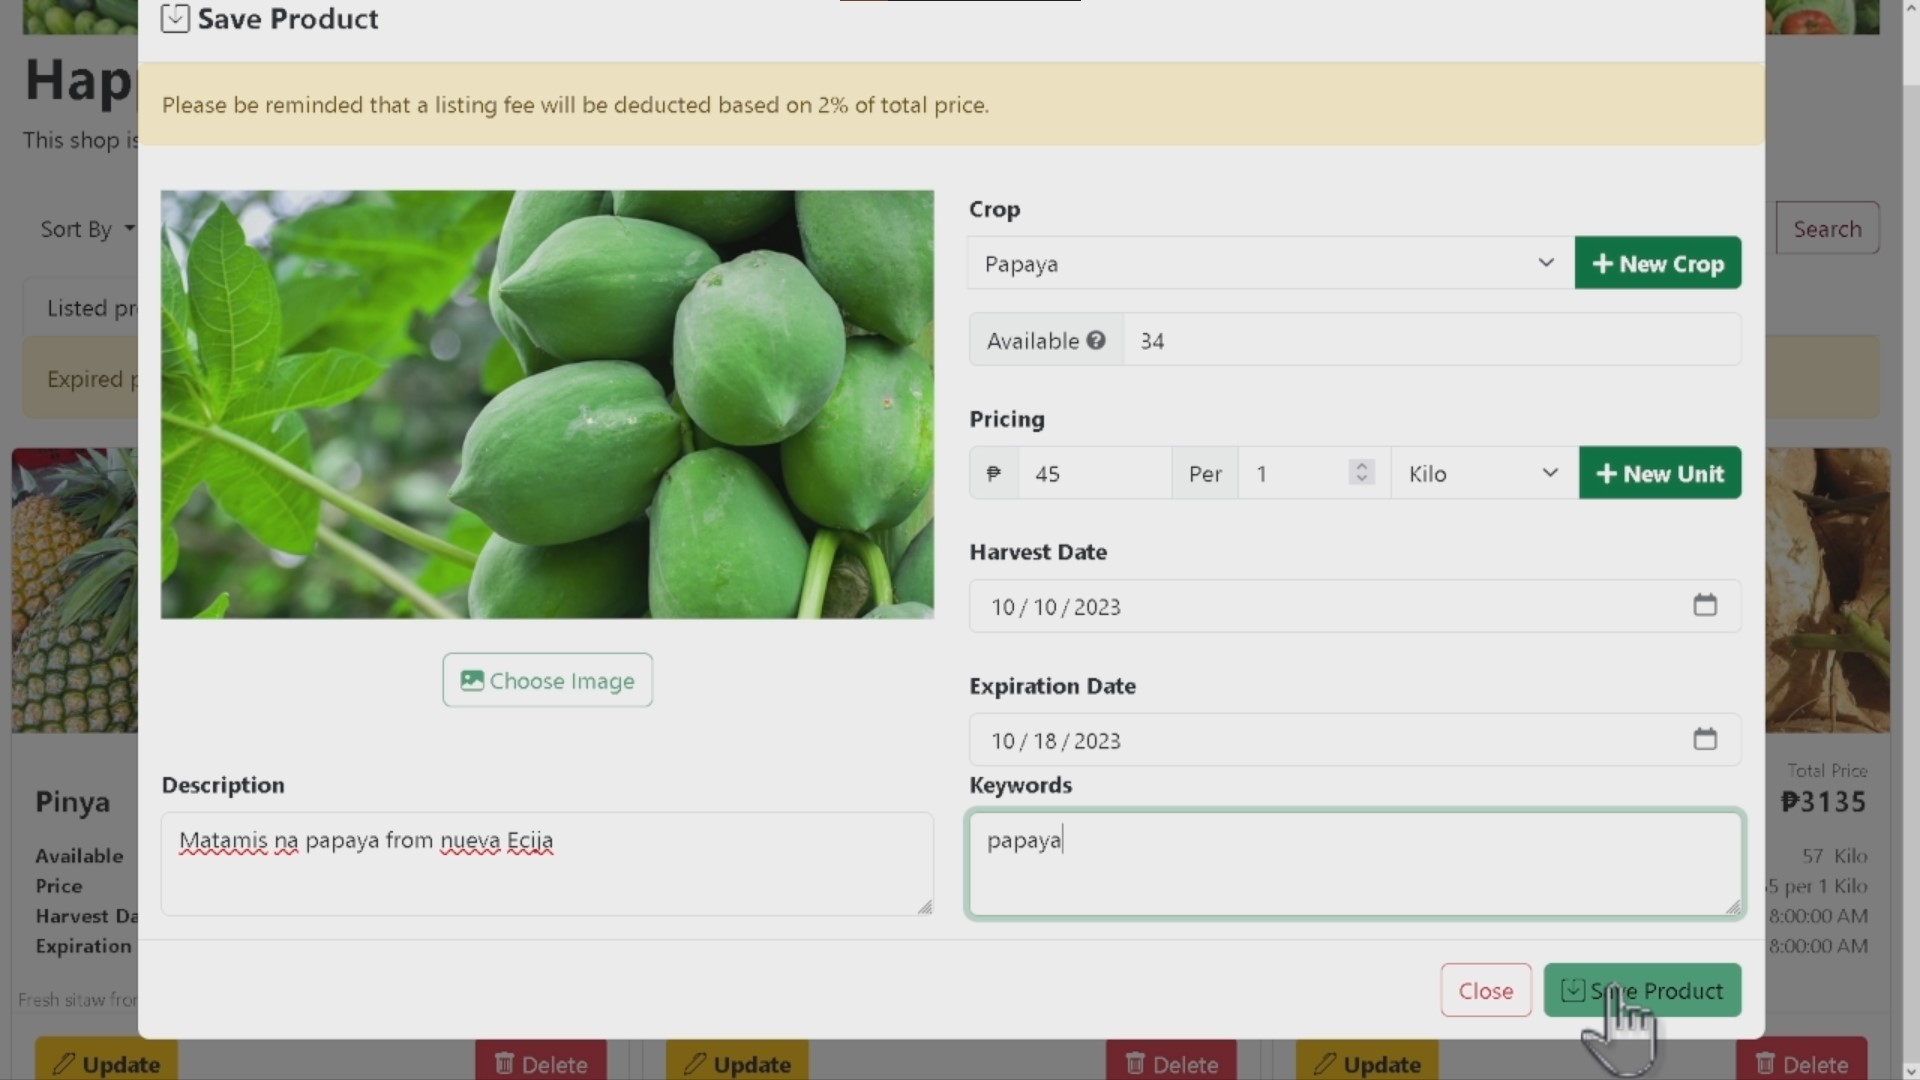 Save Product
Hap
Please be reminded that a listing fee will be deducted based on 2% of total price.
This shop is
Sort By
Search
Listed pr
Expired p
Crop
Papaya
New Crop
Available
34
Pricing
₱ 45 Per 1 Kilo
New Unit
Harvest Date
10/10/2023
Expiration Date
10/18/2023
Choose Image
Description
Matamis na papaya from nueva Ecija
Keywords
papaya
Close
Save Product
Pinya
Available
Price
Harvest Da
Expiration
Fresh sitaw fror
Total Price
₱3135
57 Kilo
5 per 1 Kilo
8:00:00 AM
8:00:00 AM
Update
Delete
Update
Delete
Update
Delete